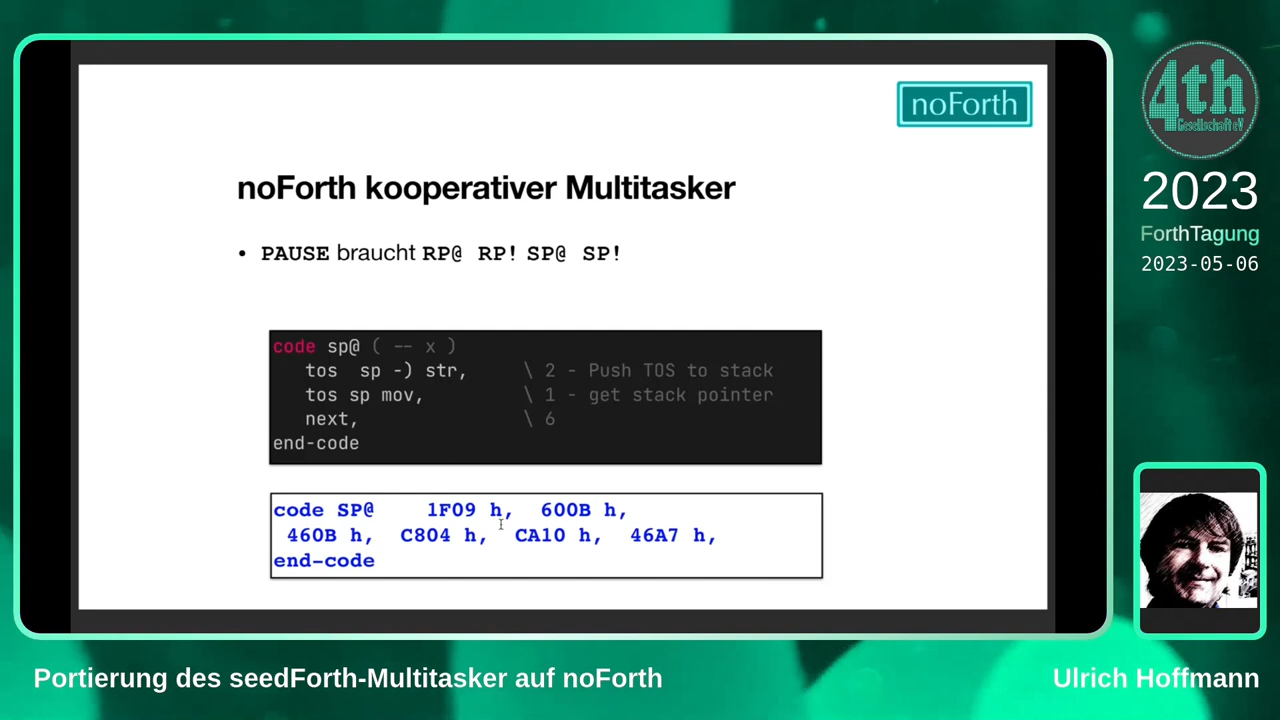 noForth
noForth kooperativer Multitasker
• PAUSE braucht RP@ RP! SP@ SP!
code sp@ ( -- x )
tos sp -) str, \ 2 - Push TOS to stack
tos sp mov, \ 1 - get stack pointer
next, \ 6
end-code
code SP@ 1F09 h, 600B h,
460B h, C804 h, CA10 h, 46A7 h,
end-code
4th
Gesellschaft eV
2023
ForthTagung
2023-05-06
Portierung des seedForth-Multitasker auf noForth
Ulrich Hoffmann